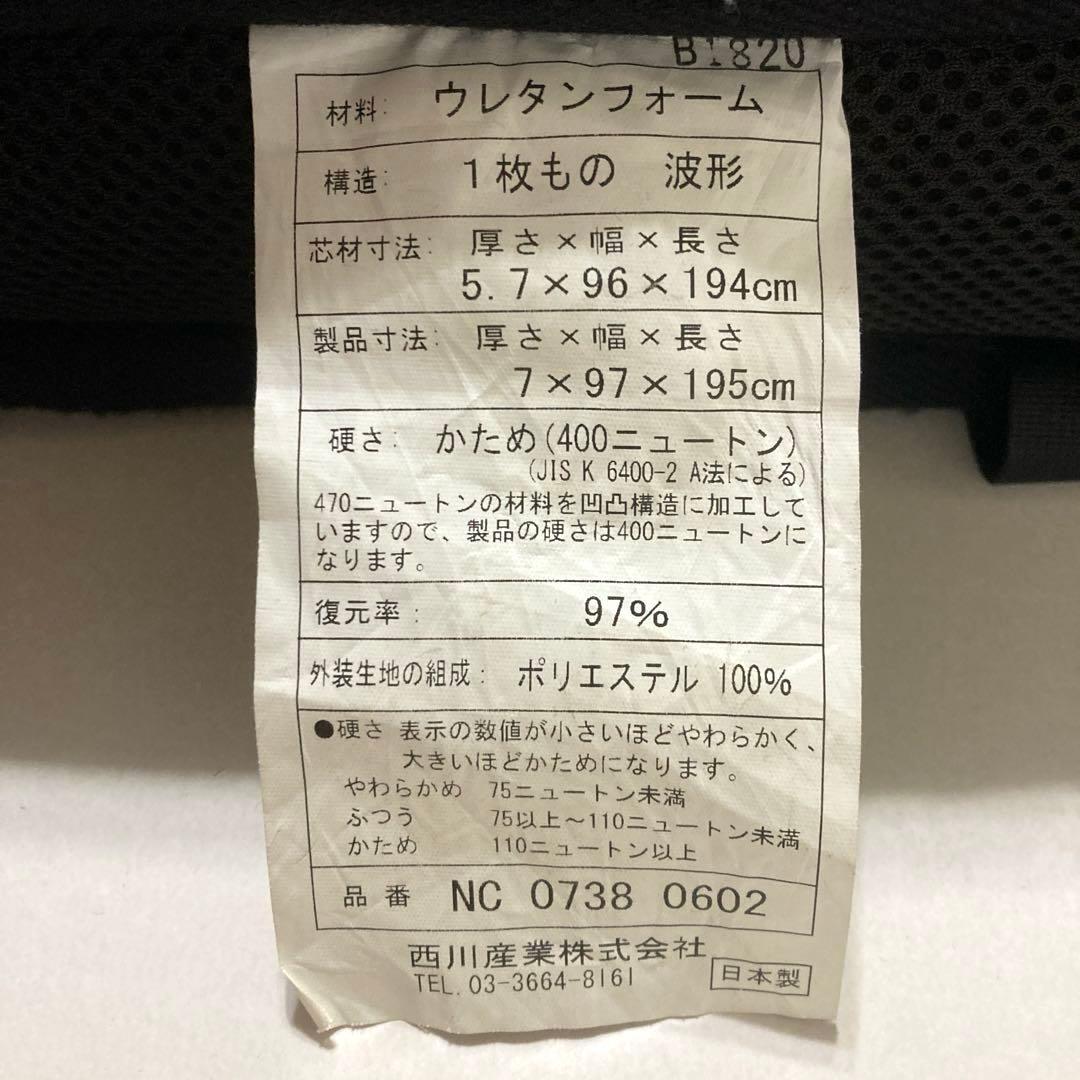 B1820
材料: ウレタンフォーム
構造: 1枚もの 波形
芯材寸法: 厚さ×幅×長さ
5.7×96×194cm
製品寸法: 厚さ×幅×長さ
7×97×195cm
硬さ: かため(400ニュートン)
(JIS K 6400-2 A法による)
470ニュートンの材料を凹凸構造に加工して
いますので、製品の硬さは400ニュートンに
なります。
復元率: 97%
外装生地の組成: ポリエステル 100%
●硬さ 表示の数値が小さいほどやわらかく、
大きいほどかためになります。
やわらかめ 75ニュートン未満
ふつう 75以上~110ニュートン未満
かため 110ニュートン以上
品番 NC 0738 0602
西川産業株式会社
TEL.03-3664-8161 日本製